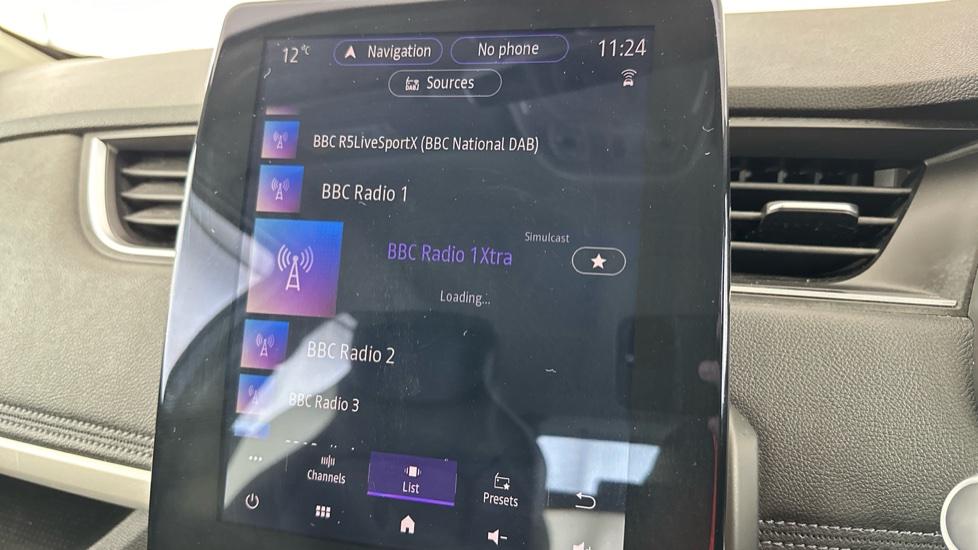 12 °C
Navigation
No phone
11:24
DAB
Sources
BBC R5LiveSportX (BBC National DAB)
BBC Radio 1
Simulcast
BBC Radio 1Xtra
Loading...
BBC Radio 2
BBC Radio 3
Channels
List
Presets